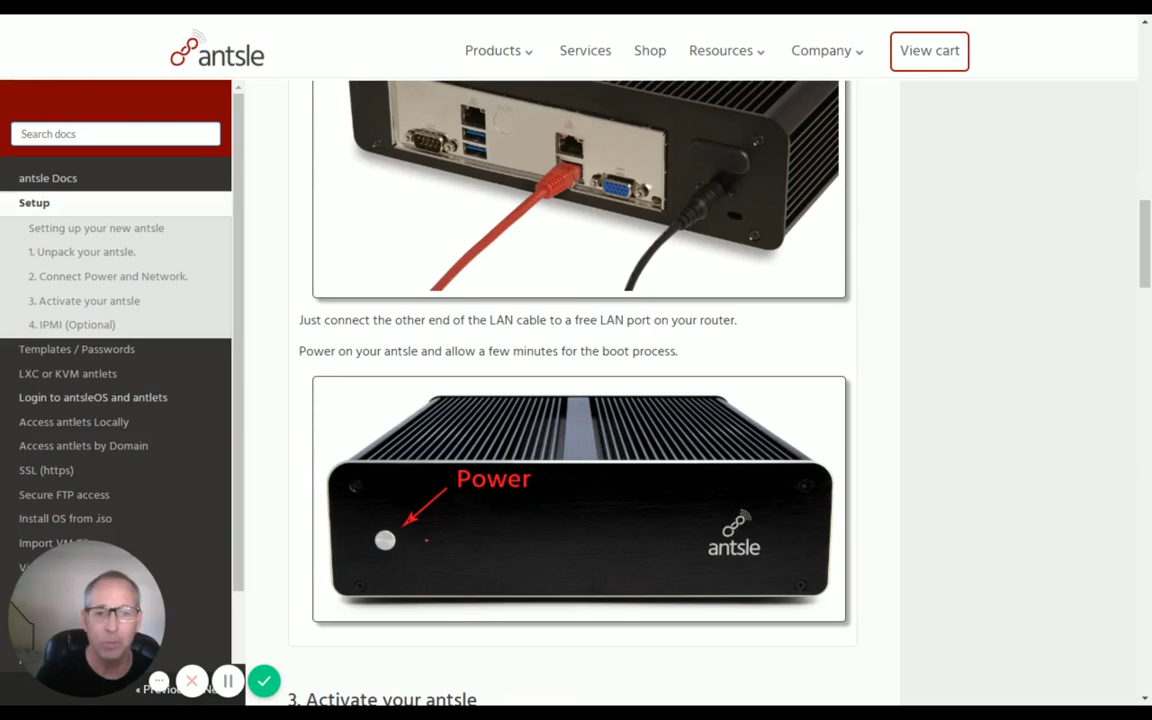 antsle
Products
Services
Shop
Resources
Company
View cart
Search docs
antsle Docs
Setup
Setting up your new antsle
1. Unpack your antsle.
2. Connect Power and Network.
3. Activate your antsle
4. IPMI (Optional)
Templates / Passwords
LXC or KVM antlets
Login to antsleOS and antlets
Access antlets Locally
Access antlets by Domain
SSL (https)
Secure FTP access
Install OS from .iso
Import VM
« Previous
Just connect the other end of the LAN cable to a free LAN port on your router.
Power on your antsle and allow a few minutes for the boot process.
Power
antsle
3. Activate your antsle